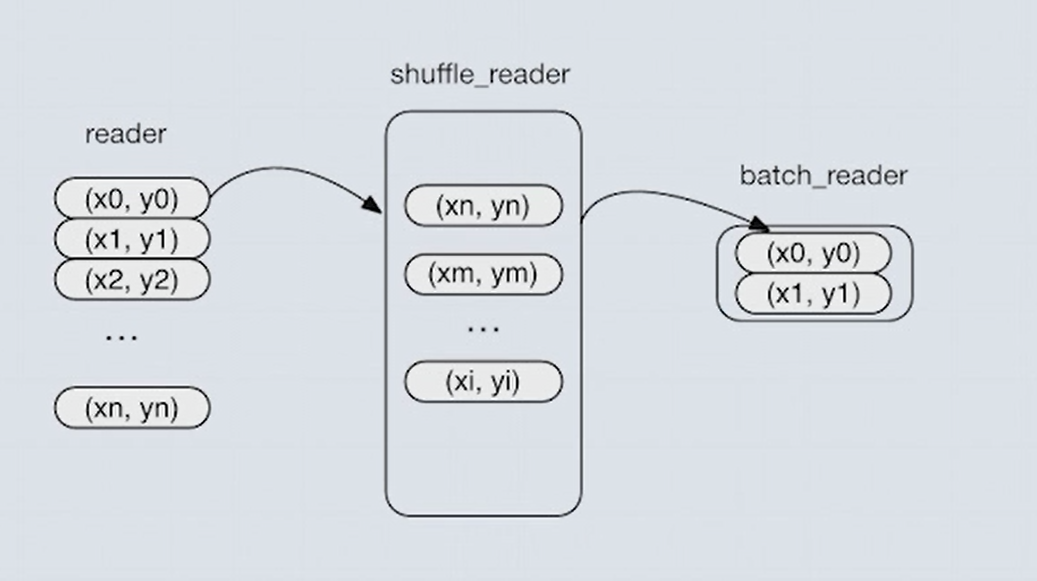 reader
(x0, y0)
(x1, y1)
(x2, y2)
...
(xn, yn)
shuffle_reader
(xn, yn)
(xm, ym)
...
(xi, yi)
batch_reader
(x0, y0)
(x1, y1)